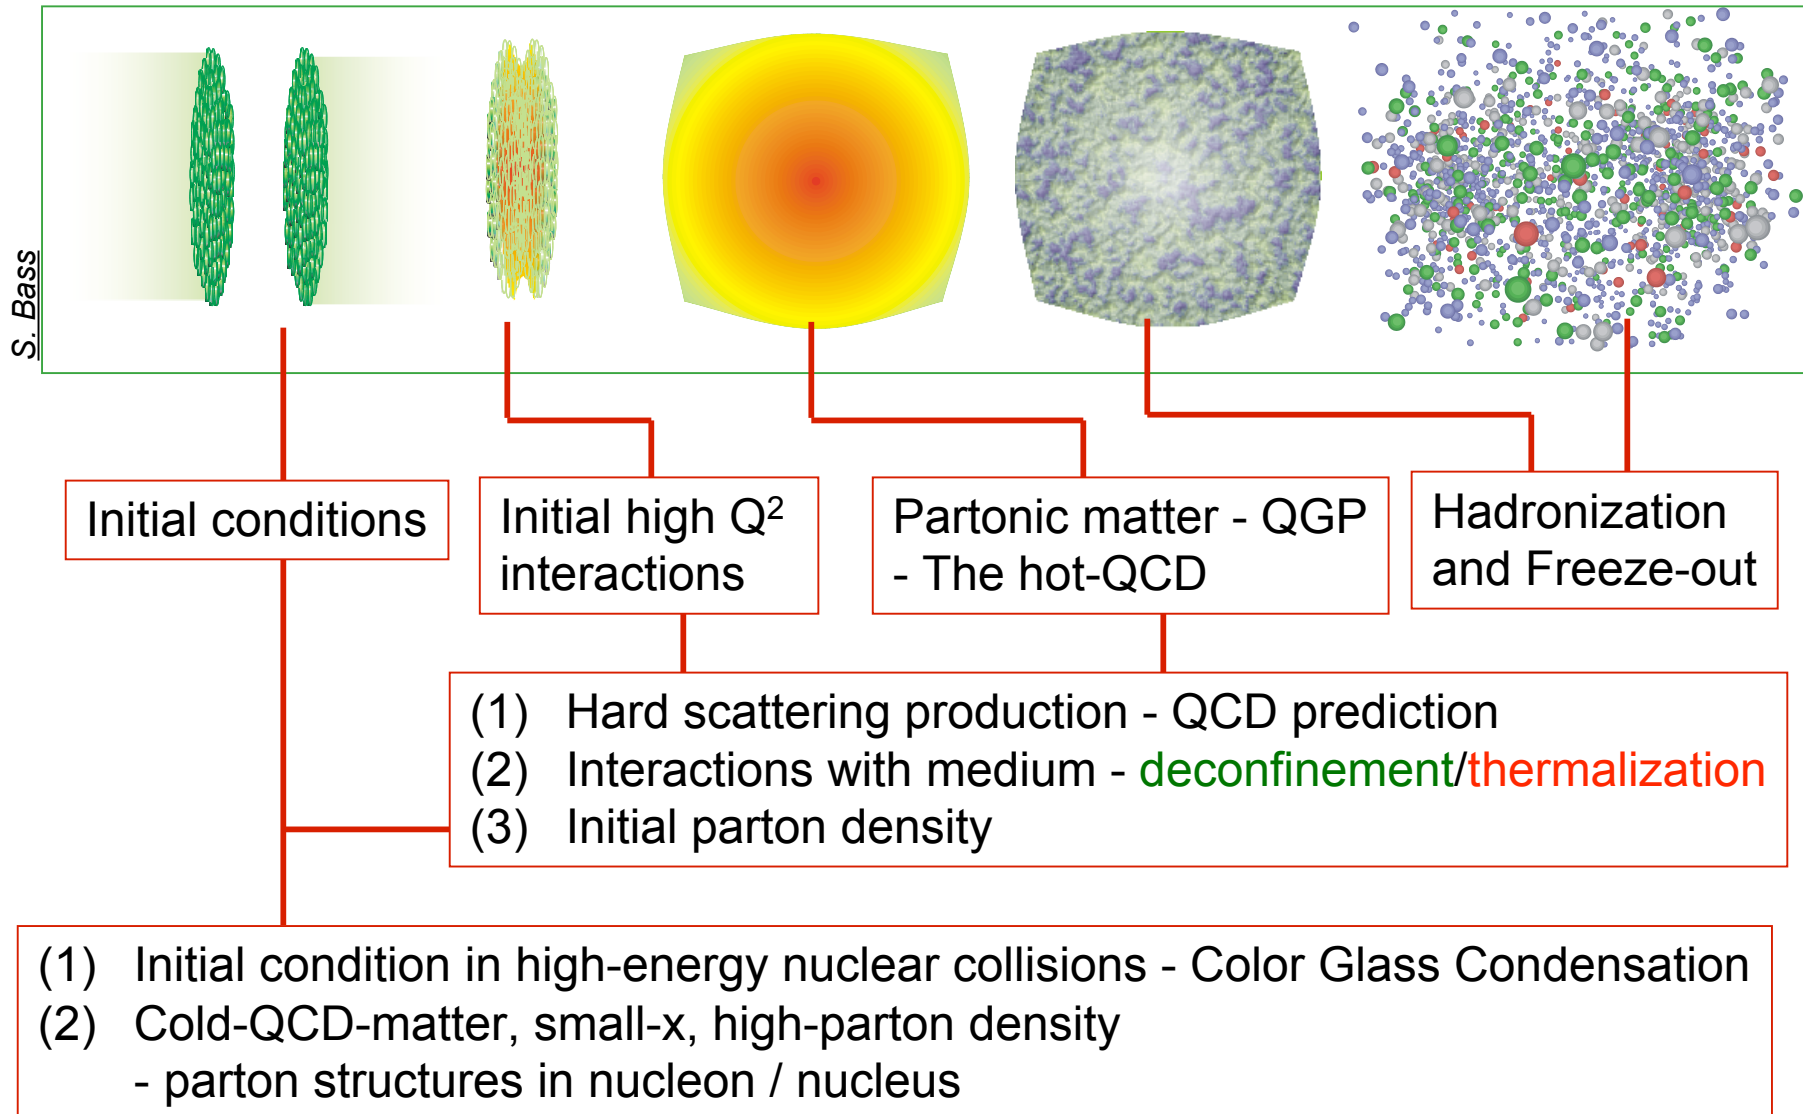 S. Bass
Initial conditions
Initial high Q²
interactions
Partonic matter - QGP
- The hot-QCD
Hadronization
and Freeze-out
(1) Hard scattering production - QCD prediction
(2) Interactions with medium - deconfinement/thermalization
(3) Initial parton density
(1) Initial condition in high-energy nuclear collisions - Color Glass Condensation
(2) Cold-QCD-matter, small-x, high-parton density
- parton structures in nucleon / nucleus